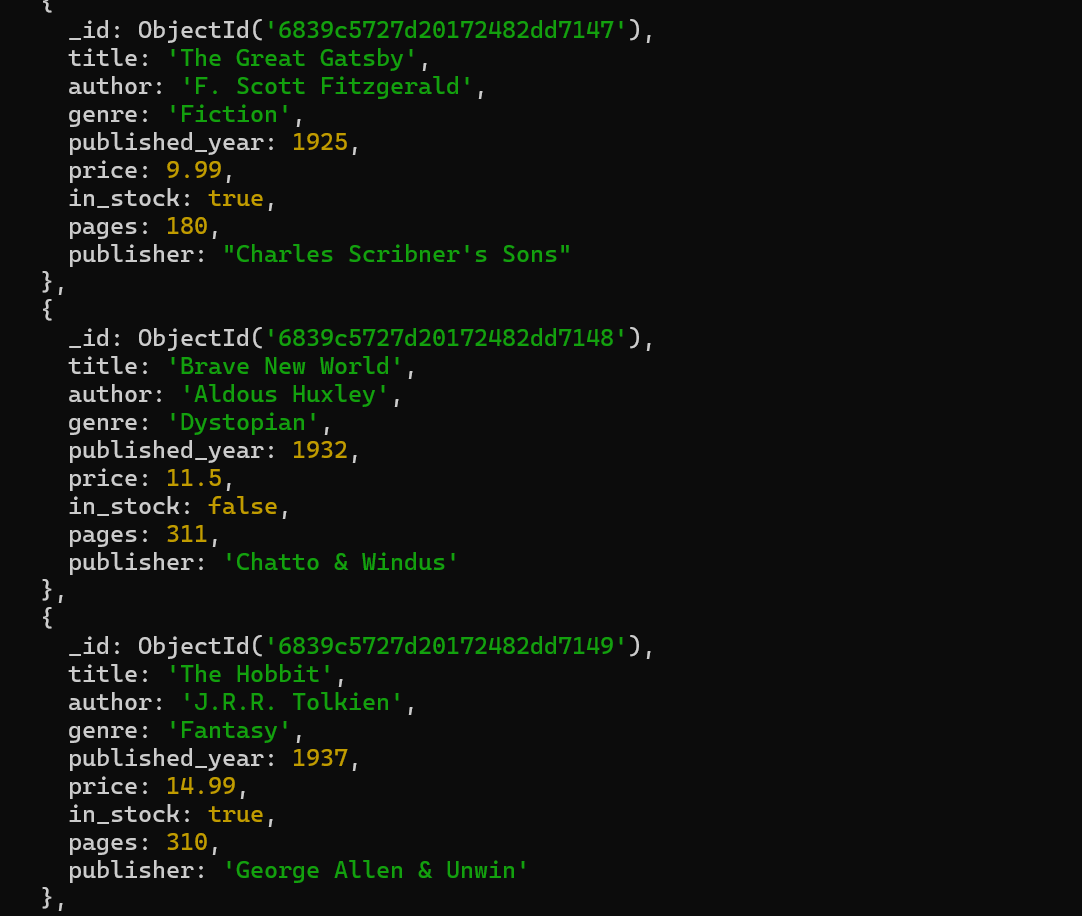 {
_id: ObjectId('6839c5727d20172482dd7147'),
title: 'The Great Gatsby',
author: 'F. Scott Fitzgerald',
genre: 'Fiction',
published_year: 1925,
price: 9.99,
in_stock: true,
pages: 180,
publisher: "Charles Scribner's Sons"
},
{
_id: ObjectId('6839c5727d20172482dd7148'),
title: 'Brave New World',
author: 'Aldous Huxley',
genre: 'Dystopian',
published_year: 1932,
price: 11.5,
in_stock: false,
pages: 311,
publisher: 'Chatto & Windus'
},
{
_id: ObjectId('6839c5727d20172482dd7149'),
title: 'The Hobbit',
author: 'J.R.R. Tolkien',
genre: 'Fantasy',
published_year: 1937,
price: 14.99,
in_stock: true,
pages: 310,
publisher: 'George Allen & Unwin'
},